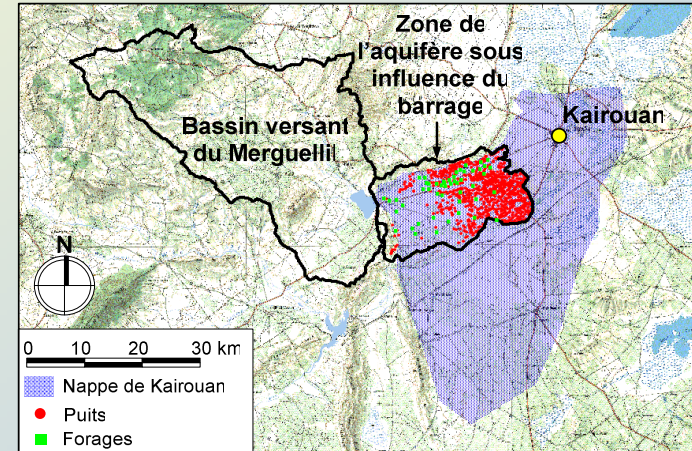 Zone de
l'aquifère sous
influence du
barrage
Kairouan
Bassin versant
du Merguellil
N
0 10 20 30 km
Nappe de Kairouan
Puits
Forages